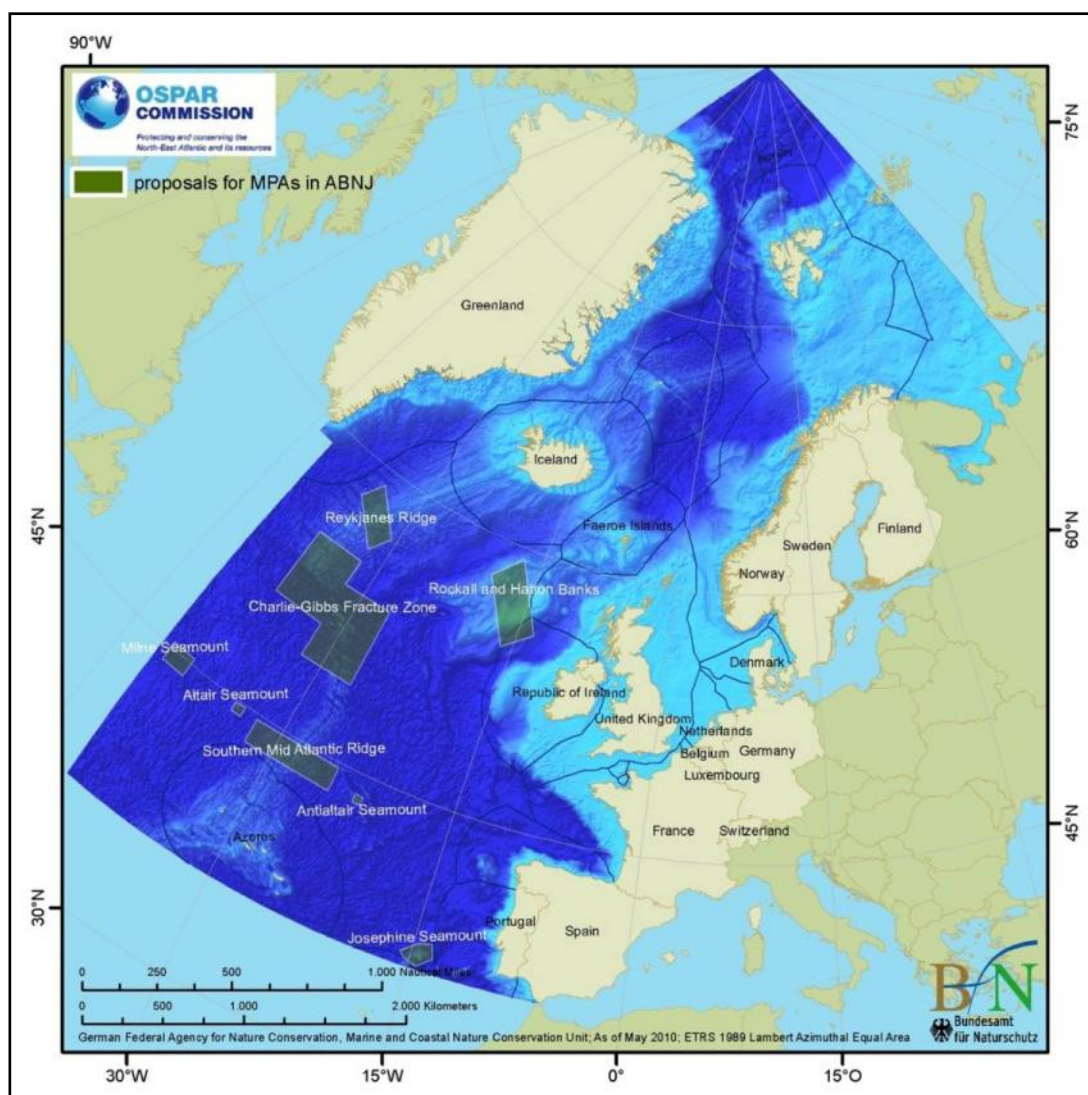 90°W
OSPAR
COMMISSION
Protecting and conserving the
North-East Atlantic and its resources
proposals for MPAs in ABNJ
75°N
Greenland
Iceland
45°N
Reykjanes Ridge
Faeroe Islands
60°N
Finland
Sweden
Norway
Rockall and Hatton Banks
Charlie-Gibbs Fracture Zone
Milne Seamount
Denmark
Altair Seamount
Republic of Ireland
United Kingdom
Netherlands
Southern Mid Atlantic Ridge
Belgium
Germany
Luxembourg
Antialtair Seamount
45°N
France
Switzerland
Azores
30°N
Portugal
Spain
Josephine Seamount
0 250 500 1.000 Nautical Miles
0 500 1.000 2.000 Kilometers
BfN
Bundesamt
für Naturschutz
German Federal Agency for Nature Conservation, Marine and Coastal Nature Conservation Unit; As of May 2010; ETRS 1989 Lambert Azimuthal Equal Area
30°W
15°W
0°
15°O